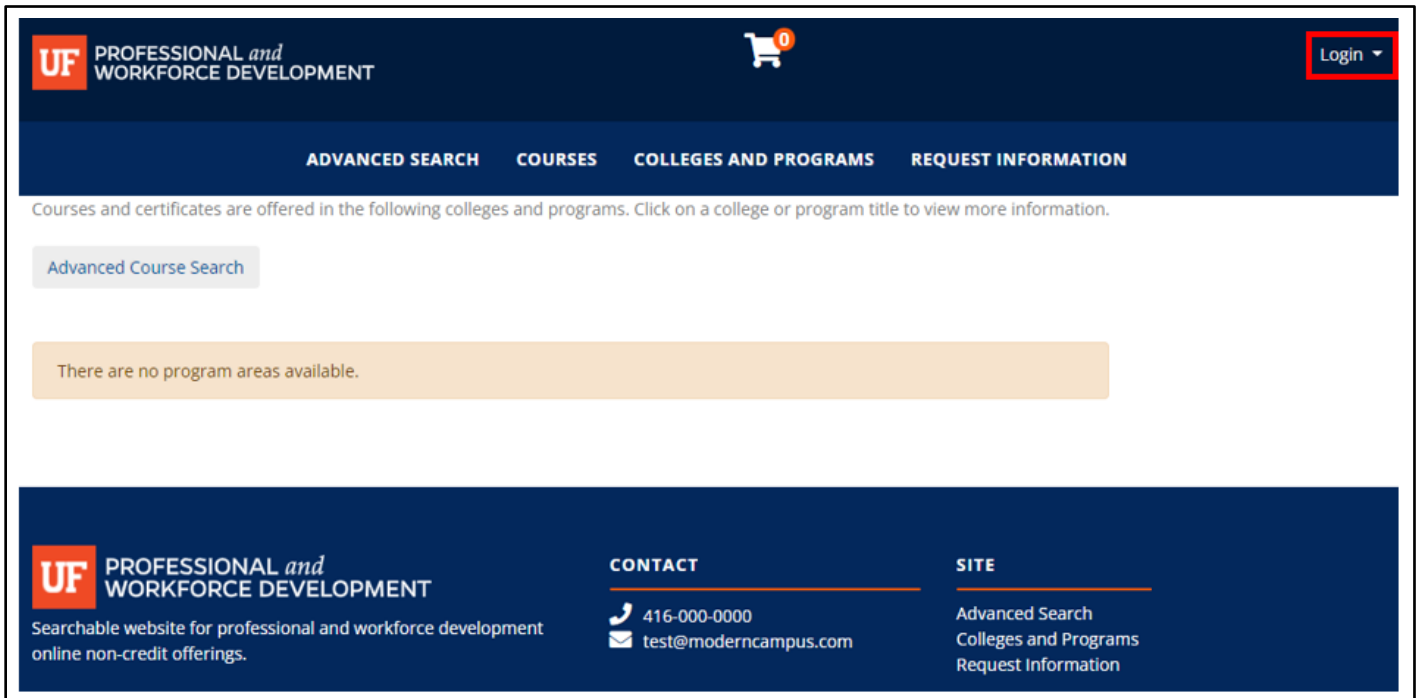 UF PROFESSIONAL and
WORKFORCE DEVELOPMENT
0
Login
ADVANCED SEARCH COURSES COLLEGES AND PROGRAMS REQUEST INFORMATION
Courses and certificates are offered in the following colleges and programs. Click on a college or program title to view more information.
Advanced Course Search
There are no program areas available.
UF PROFESSIONAL and
WORKFORCE DEVELOPMENT
Searchable website for professional and workforce development
online non-credit offerings.
CONTACT
416-000-0000
test@moderncampus.com
SITE
Advanced Search
Colleges and Programs
Request Information